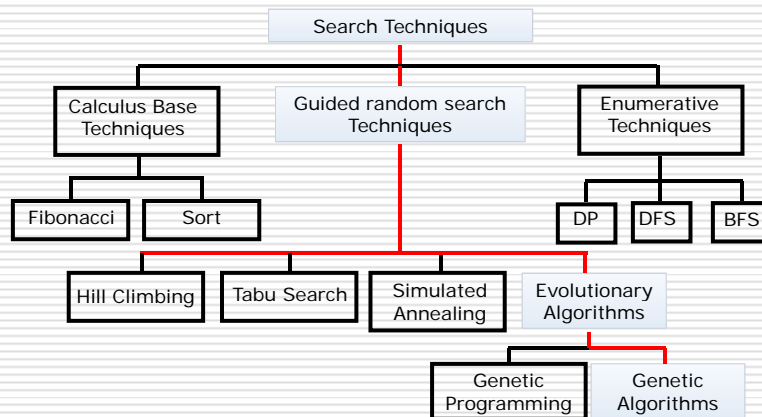 Search Techniques
Calculus Base
Techniques
Guided random search
Techniques
Enumerative
Techniques
Fibonacci
Sort
DP
DFS
BFS
Hill Climbing
Tabu Search
Simulated
Annealing
Evolutionary
Algorithms
Genetic
Programming
Genetic
Algorithms